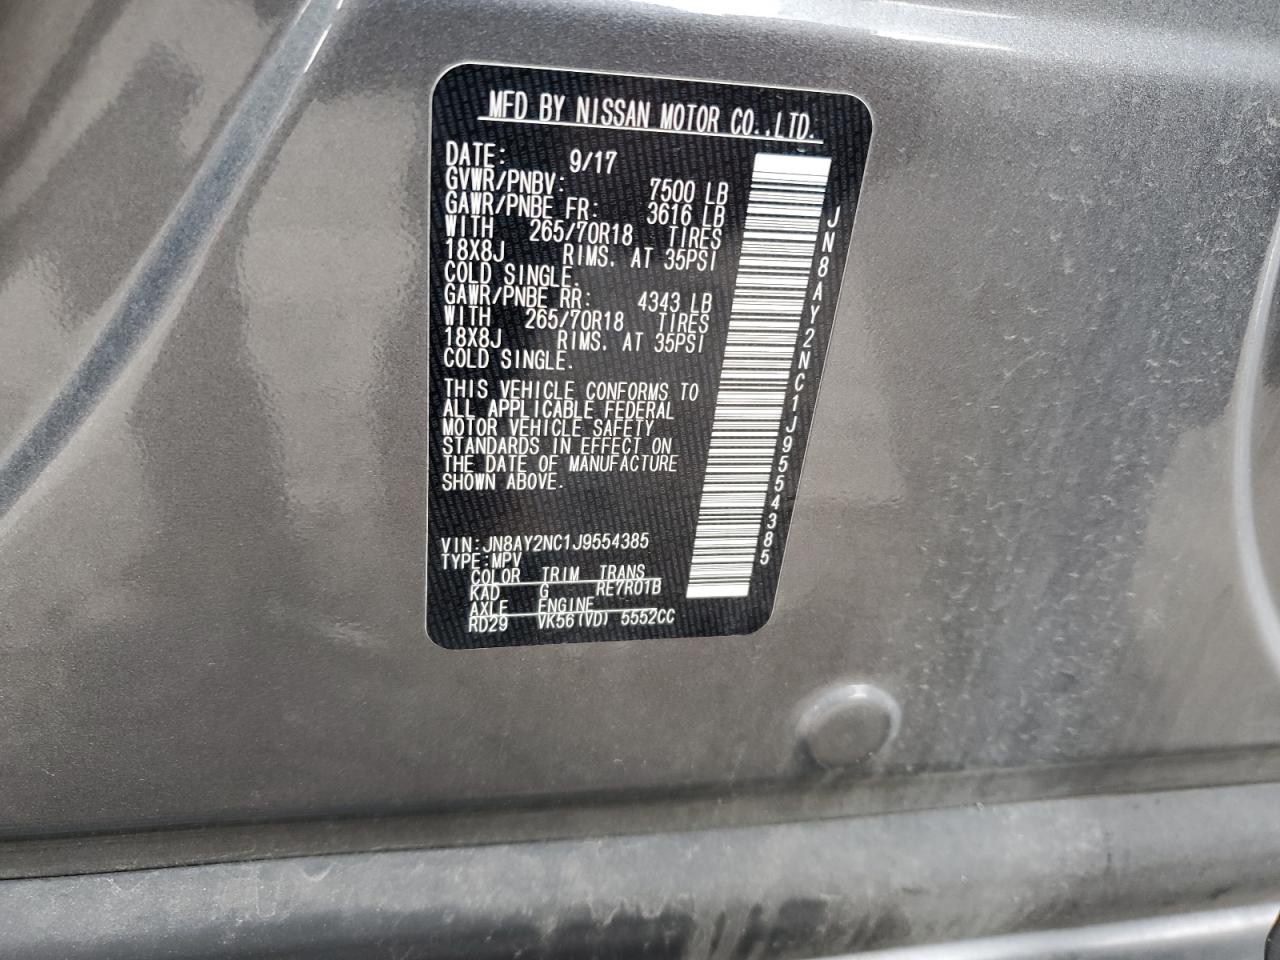 MFD BY NISSAN MOTOR CO.,LTD.
DATE: 9/17
GVWR/PNBV: 7500 LB
GAWR/PNBE FR: 3616 LB
WITH 265/70R18 TIRES
18X8J RIMS. AT 35PSI
COLD SINGLE.
GAWR/PNBE RR: 4343 LB
WITH 265/70R18 TIRES
18X8J RIMS. AT 35PSI
COLD SINGLE.
THIS VEHICLE CONFORMS TO
ALL APPLICABLE FEDERAL
MOTOR VEHICLE SAFETY
STANDARDS IN EFFECT ON
THE DATE OF MANUFACTURE
SHOWN ABOVE.
VIN:JN8AY2NC1J9554385
TYPE:MPV
COLOR TRIM TRANS
KAD G RE7R01B
AXLE ENGINE
RD29 VK56(VD) 5552CC
JN8AY2NC1J9554385